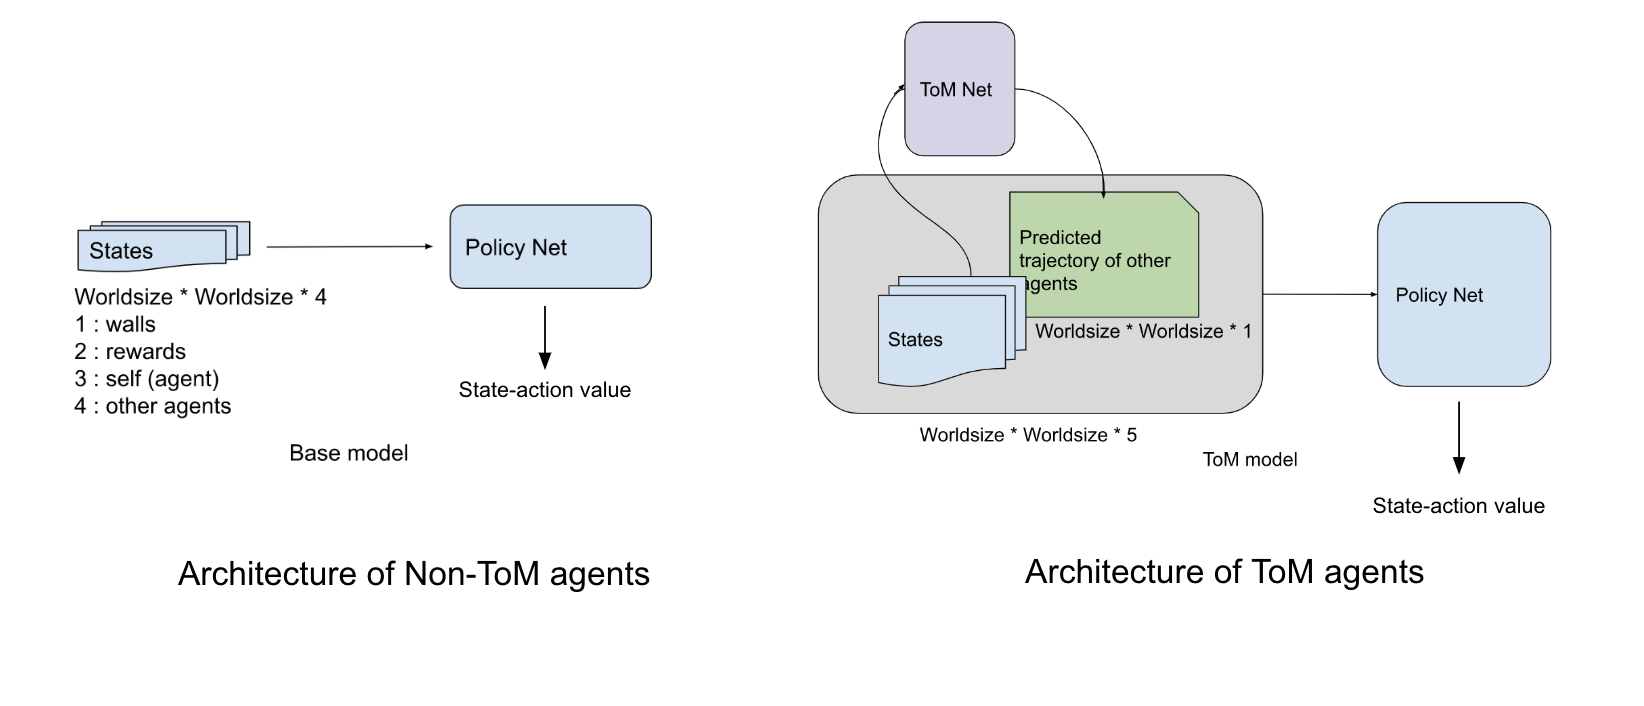 States
Policy Net
Worldsize * Worldsize * 4
1 : walls
2 : rewards
3 : self (agent)
4 : other agents
State-action value
Base model
Architecture of Non-ToM agents
ToM Net
Predicted
trajectory of other
agents
States
Worldsize * Worldsize * 1
Policy Net
Worldsize * Worldsize * 5
ToM model
State-action value
Architecture of ToM agents